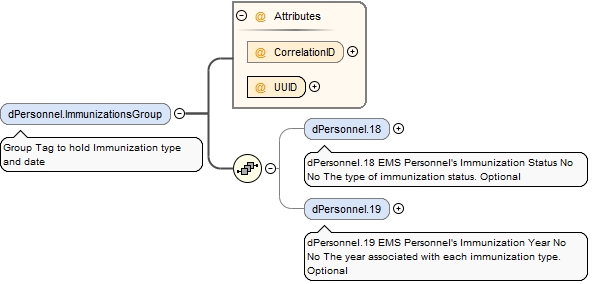 Attributes
CorrelationID
UUID
dPersonnel.ImmunizationsGroup
Group Tag to hold Immunization type
and date
dPersonnel.18
dPersonnel.18 EMS Personnel's Immunization Status No
No The type of immunization status. Optional
dPersonnel.19
dPersonnel.19 EMS Personnel's Immunization Year No
No The year associated with each immunization type.
Optional